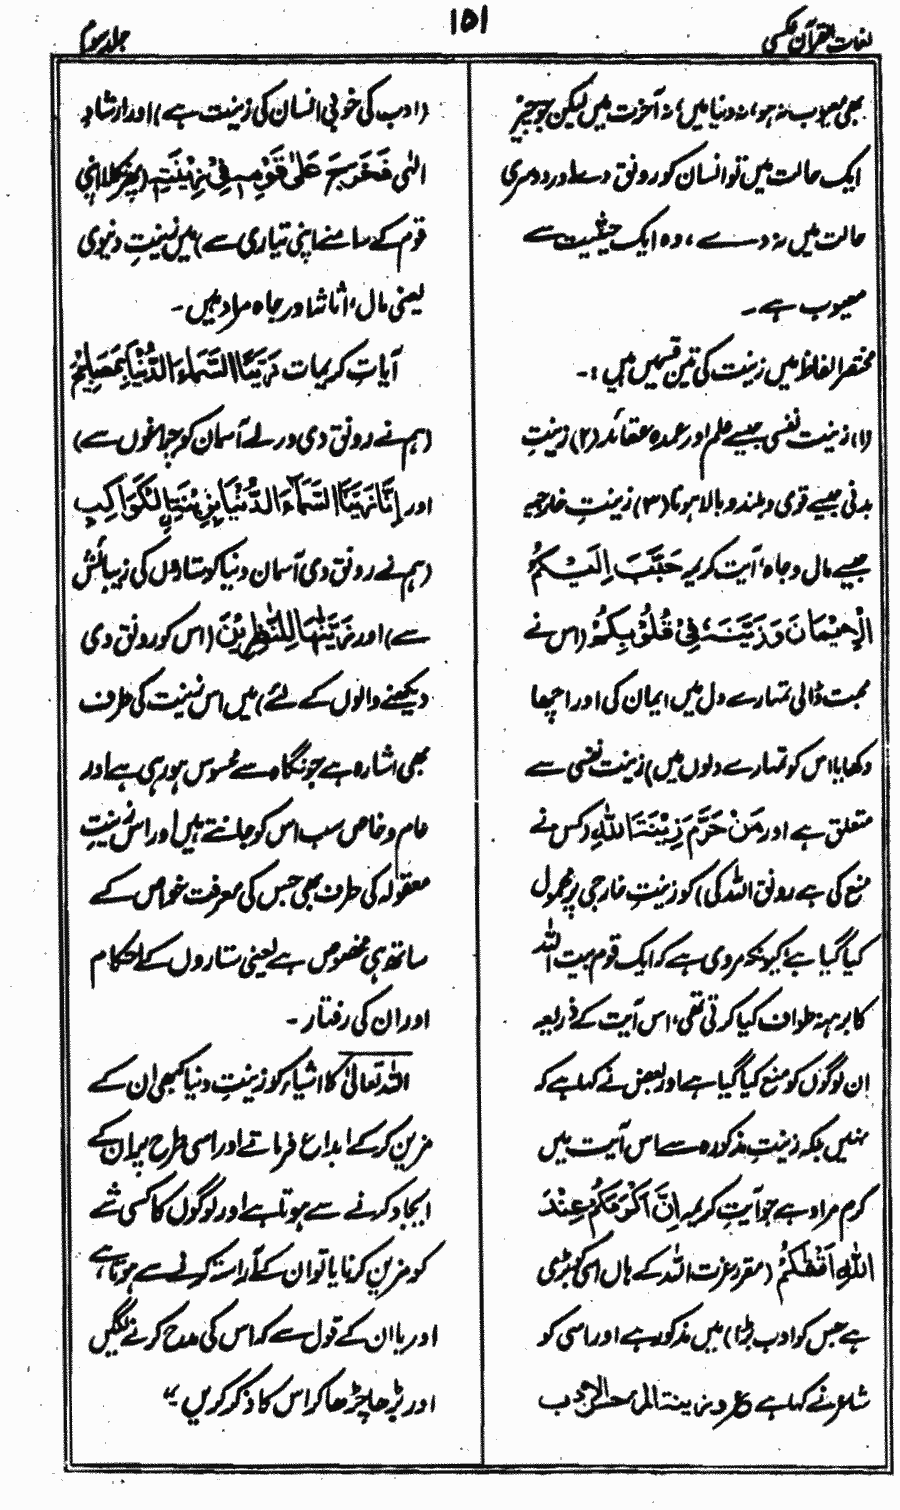 لغات القرآن عکسی
۱۵۱
جلد سوم
بھی معیوب نہ ہو، نہ دنیا میں، نہ آخرت میں لیکن جو چیز
ایک حالت میں تو انسان کو رونق دے اور دوسری
حالت میں نہ دے، وہ ایک حیثیت سے
معیوب ہے۔
مختصر الفاظ میں زینت کی تین قسمیں ہیں:۔
(۱) زینت نفسی جیسے علم اور عمدہ عقائد (۲) زینتِ
بدنی جیسے قوی و بلند و بالا ہونا (۳) زینتِ خارجیہ
جیسے مال و جاہ، آیت کریمہ حَبَّبَ اِلَیْکُمُ
الْاِیْمَانَ وَزَیَّنَہٗ فِیْ قُلُوْبِکُمْ (اس نے
محبت ڈالی تمہارے دل میں ایمان کی اور اچھا
دکھایا اس کو تمہارے دلوں میں) زینت نفسی سے
متعلق ہے اور مَنْ حَرَّمَ زِیْنَتَ اللّٰہِ (کس نے
منع کی ہے رونق اللہ کی) کو زینتِ خارجی پر محمول
کیا گیا ہے کیونکہ مروی ہے کہ ایک قوم بیت اللہ
کا برہنہ طواف کیا کرتی تھی، اس آیت کے ذریعہ
ان لوگوں کو منع کیا گیا ہے اور بعض نے کہا ہے کہ
نہیں بلکہ زینتِ مذکورہ سے اس آیت میں
کرم مراد ہے جو آیتِ کریمہ اِنَّ اَکْرَمَکُمْ عِنْدَ
اللّٰہِ اَتْقٰکُمْ (مقرر عزت اللہ کے ہاں اسی کو بڑی
ہے جس کو ادب بڑا) میں مذکور ہے اور اسی کو
شاعر نے کہا ہے ع وزینة المرء حسن الادب
(ادب کی خوبی انسان کی زینت ہے) اور ارشادِ
الٰہی فَخَرَجَ عَلٰی قَوْمِہٖ فِیْ زِیْنَتِہٖ (پھر نکلا اپنی
قوم کے سامنے اپنی تیاری سے) میں زینتِ دنیوی
یعنی مال، اثاثہ اور جاہ مراد ہیں۔
آیاتِ کریمات زَیَّنَّا السَّمَآءَ الدُّنْیَا بِمَصَابِیْحَ
(ہم نے رونق دی ورلے آسمان کو چراغوں سے)
اور اِنَّا زَیَّنَّا السَّمَآءَ الدُّنْیَا بِزِیْنَتِنِ الْکَوَاکِبِ
(ہم نے رونق دی آسمان دنیا کو ستاروں کی زیبائش
سے) اور زَیَّنّٰہَا لِلنّٰظِرِیْنَ (اس کو رونق دی
دیکھنے والوں کے لئے) میں اس زینت کی طرف
بھی اشارہ ہے جو نگاہ سے محسوس ہو رہی ہے اور
عام و خاص سب اس کو جانتے ہیں اور اس زینتِ
معقولہ کی طرف بھی جس کی معرفت خواص کے
ساتھ ہی مخصوص ہے یعنی ستاروں کے احکام
اور ان کی رفتار۔
اللہ تعالیٰ کا اشیاء کو زینتِ دنیا کبھی ان کے
مزین کر کے ابداع فرمانے اور اسی طرح پر ان کے
ایجاد کرنے سے ہوتا ہے اور لوگوں کا کسی شے
کو مزین کرنا یا تو ان کے آراستہ کرنے سے ہوتا ہے،
اور یا ان کے قول سے کہ اس کی مدح کرنے لگیں
اور بڑھا چڑھا کر اس کا ذکر کریں۔